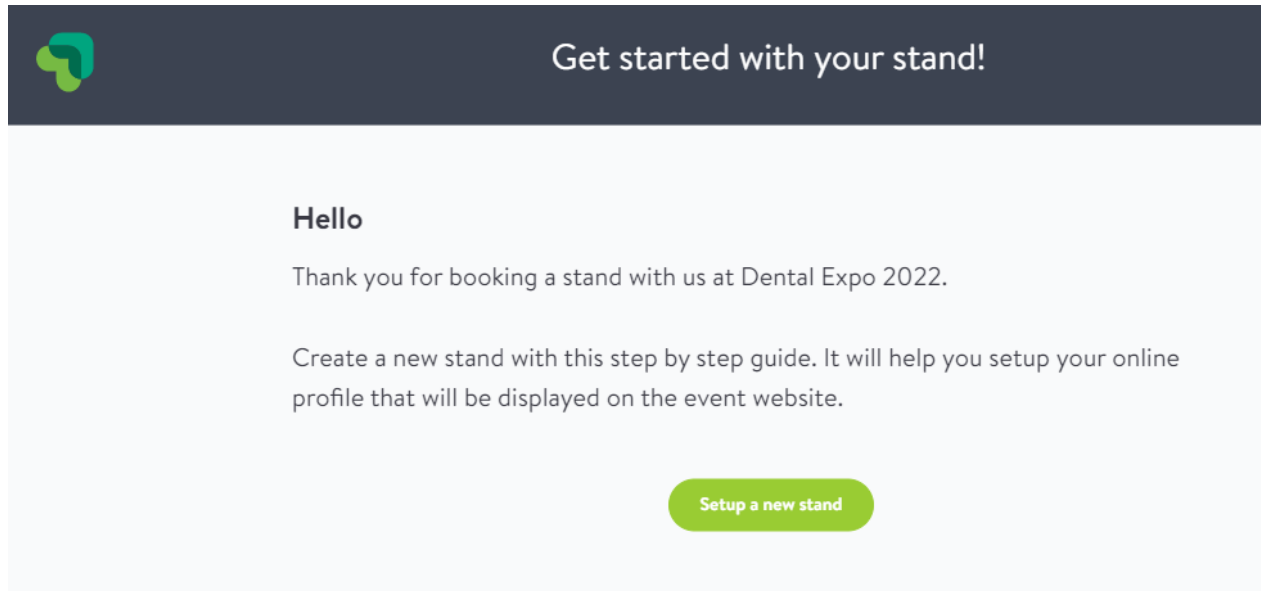 Get started with your stand!
Hello
Thank you for booking a stand with us at Dental Expo 2022.
Create a new stand with this step by step guide. It will help you setup your online
profile that will be displayed on the event website.
Setup a new stand